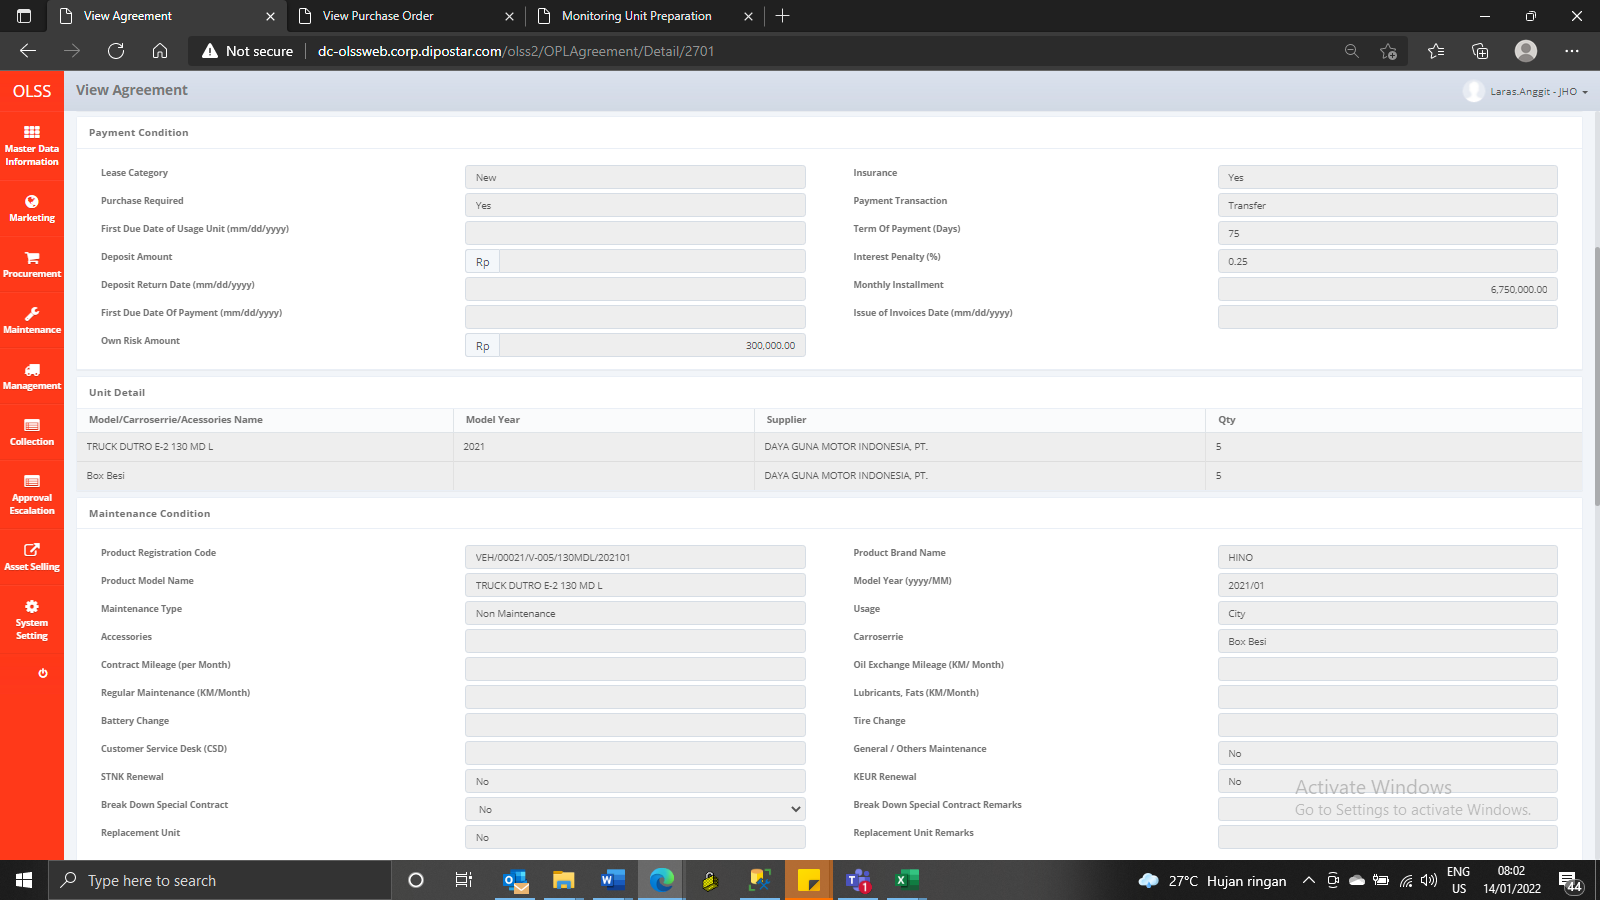 View Agreement
View Purchase Order
Monitoring Unit Preparation
Not secure
dc-olssweb.corp.dipostar.com/olss2/OPLAgreement/Detail/2701
OLSS
View Agreement
Laras.Anggit - JHO
Master Data
Information
Marketing
Procurement
Maintenance
Management
Collection
Approval
Escalation
Asset Selling
System
Setting
Payment Condition
Lease Category
New
Insurance
Yes
Purchase Required
Yes
Payment Transaction
Transfer
First Due Date of Usage Unit (mm/dd/yyyy)
Term Of Payment (Days)
75
Deposit Amount
Rp
Interest Penalty (%)
0.25
Deposit Return Date (mm/dd/yyyy)
Monthly Installment
6,750,000.00
First Due Date Of Payment (mm/dd/yyyy)
Issue of Invoices Date (mm/dd/yyyy)
Own Risk Amount
Rp
300,000.00
Unit Detail
Model/Carroserrie/Acessories Name
Model Year
Supplier
Qty
TRUCK DUTRO E-2 130 MD L
2021
DAYA GUNA MOTOR INDONESIA, PT.
5
Box Besi
DAYA GUNA MOTOR INDONESIA, PT.
5
Maintenance Condition
Product Registration Code
VEH/00021/V-005/130MDL/202101
Product Brand Name
HINO
Product Model Name
TRUCK DUTRO E-2 130 MD L
Model Year (yyyy/MM)
2021/01
Maintenance Type
Non Maintenance
Usage
City
Accessories
Carroserrie
Box Besi
Contract Mileage (per Month)
Oil Exchange Mileage (KM/ Month)
Regular Maintenance (KM/Month)
Lubricants, Fats (KM/Month)
Battery Change
Tire Change
Customer Service Desk (CSD)
General / Others Maintenance
No
STNK Renewal
No
KEUR Renewal
No
Break Down Special Contract
No
Break Down Special Contract Remarks
Replacement Unit
No
Replacement Unit Remarks
Activate Windows
Go to Settings to activate Windows.
Type here to search
1
27°C Hujan ringan
ENG
US
08:02
14/01/2022
44